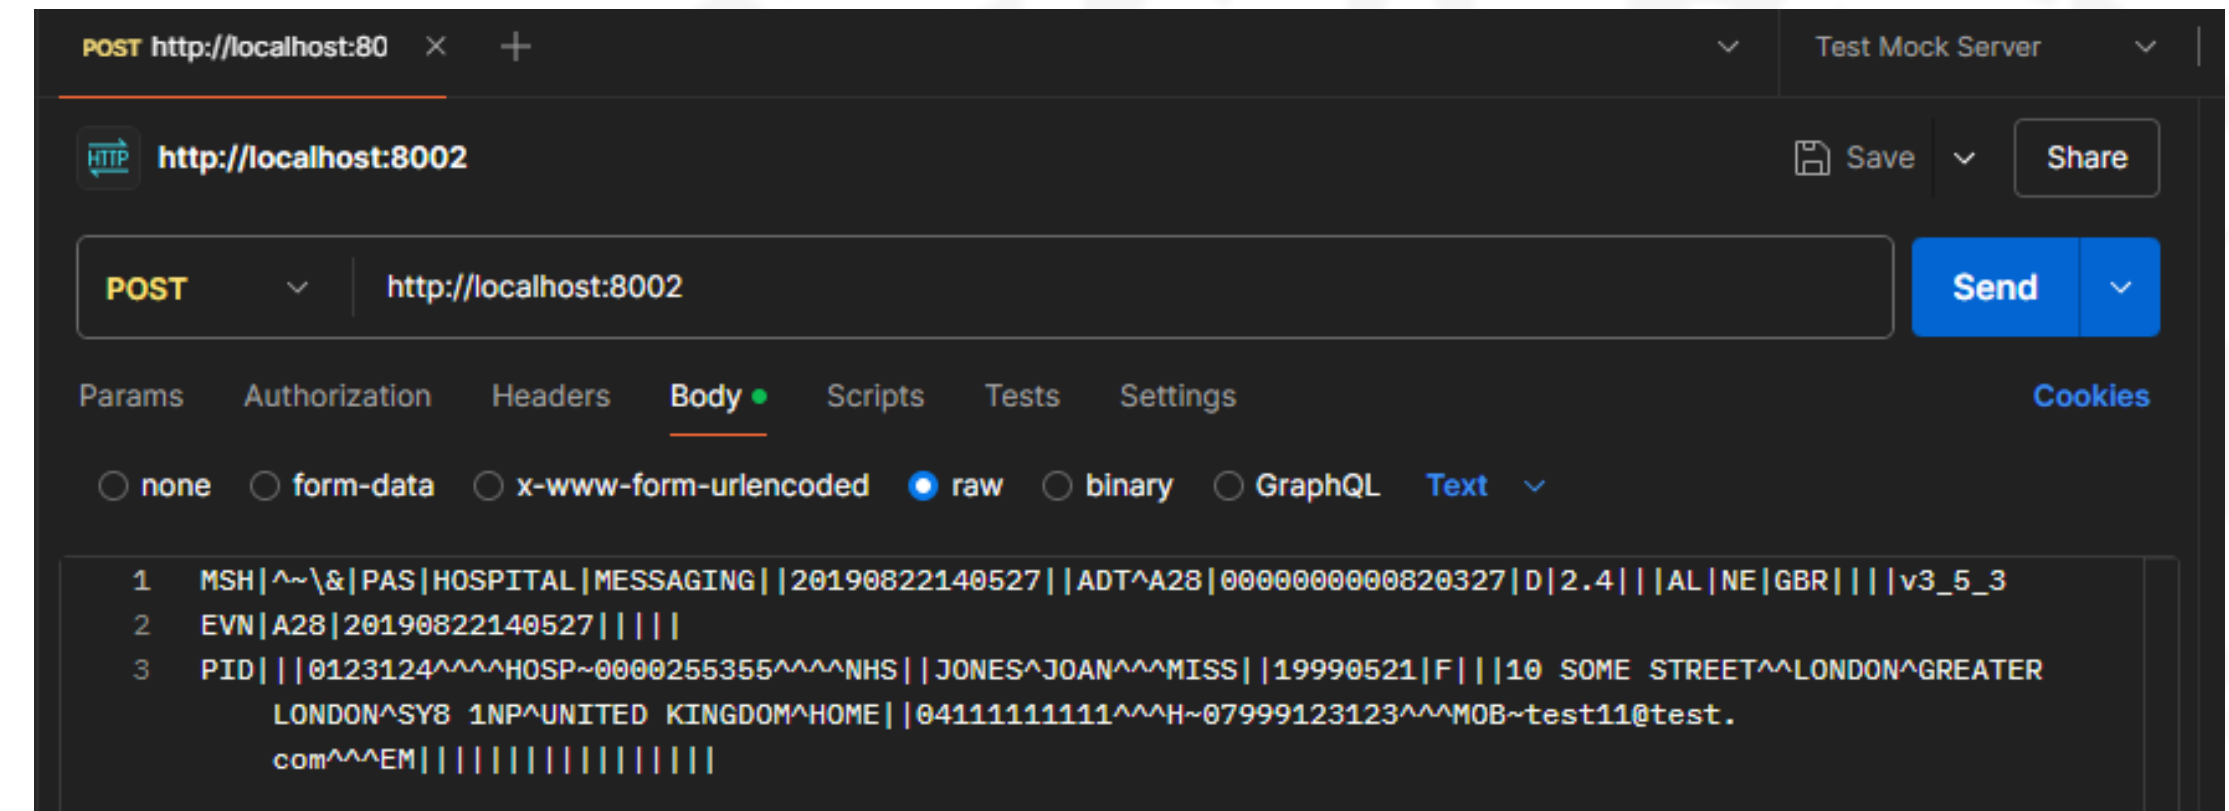 POST http://localhost:80
Test Mock Server
HTTP http://localhost:8002
Save
Share
POST http://localhost:8002
Send
Params Authorization Headers Body Scripts Tests Settings Cookies
none form-data x-www-form-urlencoded raw binary GraphQL Text
1 MSH|^~\&|PAS|HOSPITAL|MESSAGING||20190822140527||ADT^A28|0000000000820327|D|2.4|||AL|NE|GBR||||v3_5_3
2 EVN|A28|20190822140527|||||
3 PID|||0123124^^^^HOSP~0000255355^^^^NHS||JONES^JOAN^^^MISS||19990521|F|||10 SOME STREET^^LONDON^GREATER
LONDON^SY8 1NP^UNITED KINGDOM^HOME||04111111111^^^H~07999123123^^^MOB~test11@test.
com^^^EM|||||||||||||||||